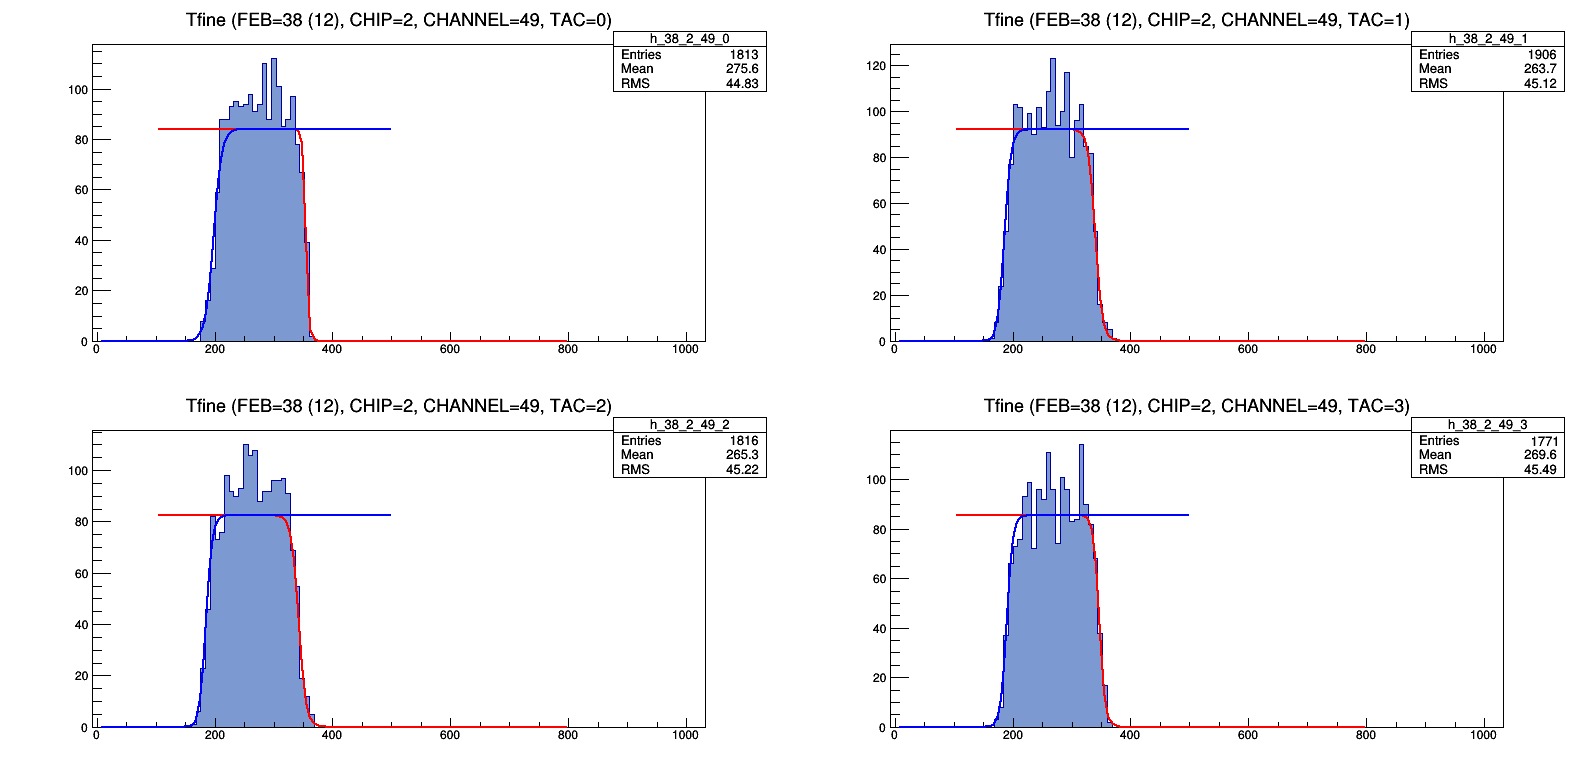 Tfine (FEB=38 (12), CHIP=2, CHANNEL=49, TAC=0)
h_38_2_49_0
Entries 1813
Mean 275.6
RMS 44.83
100
80
60
40
20
0
0 200 400 600 800 1000
Tfine (FEB=38 (12), CHIP=2, CHANNEL=49, TAC=1)
h_38_2_49_1
Entries 1906
Mean 263.7
RMS 45.12
120
100
80
60
40
20
0
0 200 400 600 800 1000
Tfine (FEB=38 (12), CHIP=2, CHANNEL=49, TAC=2)
h_38_2_49_2
Entries 1816
Mean 265.3
RMS 45.22
100
80
60
40
20
0
0 200 400 600 800 1000
Tfine (FEB=38 (12), CHIP=2, CHANNEL=49, TAC=3)
h_38_2_49_3
Entries 1771
Mean 269.6
RMS 45.49
100
80
60
40
20
0
0 200 400 600 800 1000